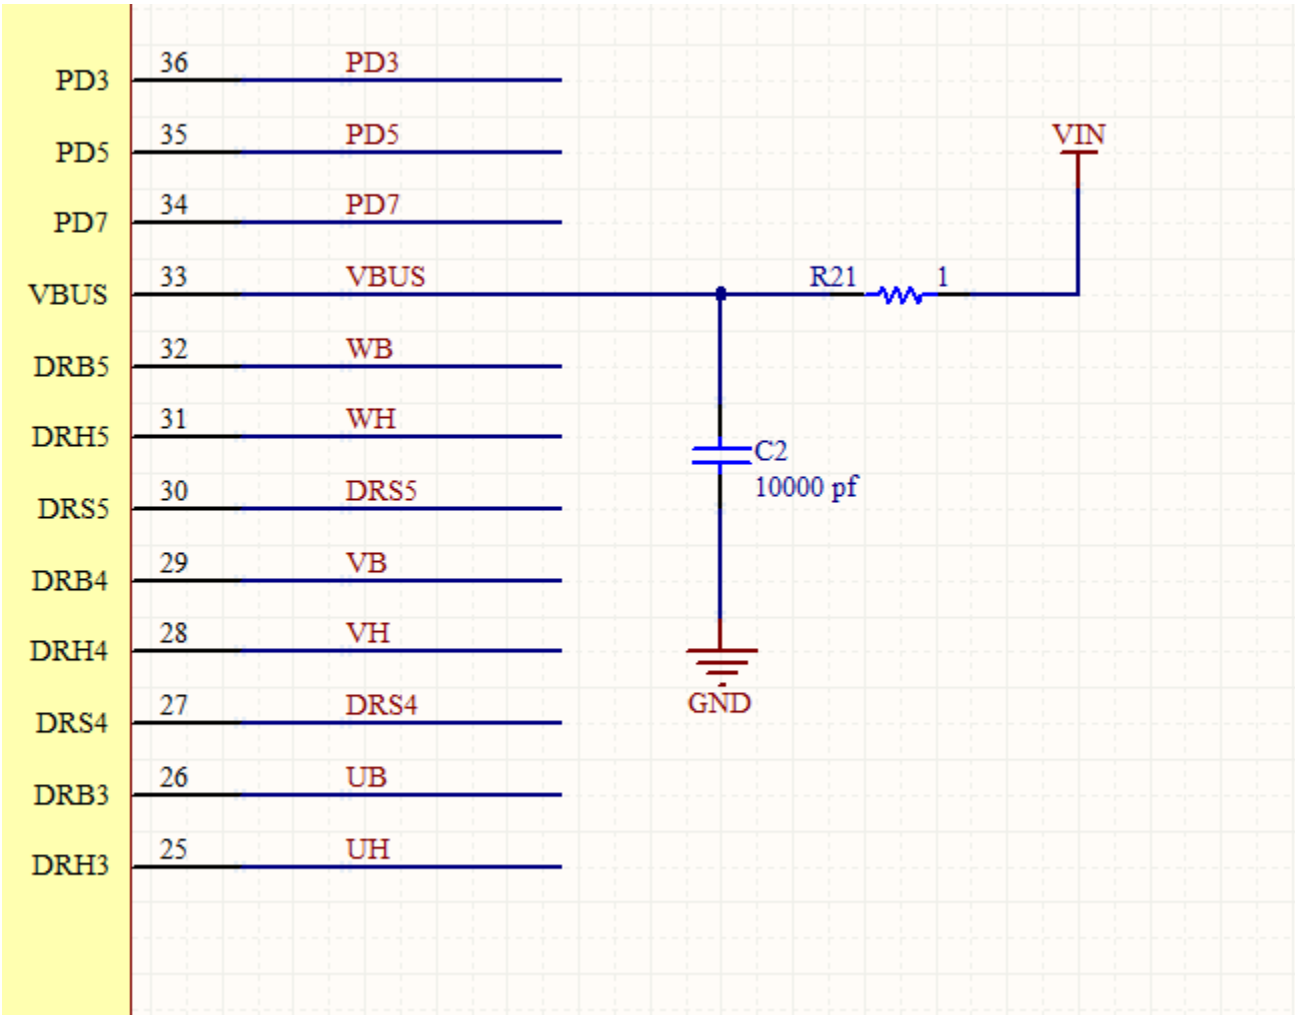 PD3 36 PD3
PD5 35 PD5
VIN
PD7 34 PD7
VBUS 33 VBUS R21 1
DRB5 32 WB
DRH5 31 WH
C2
10000 pf
DRS5 30 DRS5
DRB4 29 VB
DRH4 28 VH
GND
DRS4 27 DRS4
DRB3 26 UB
DRH3 25 UH